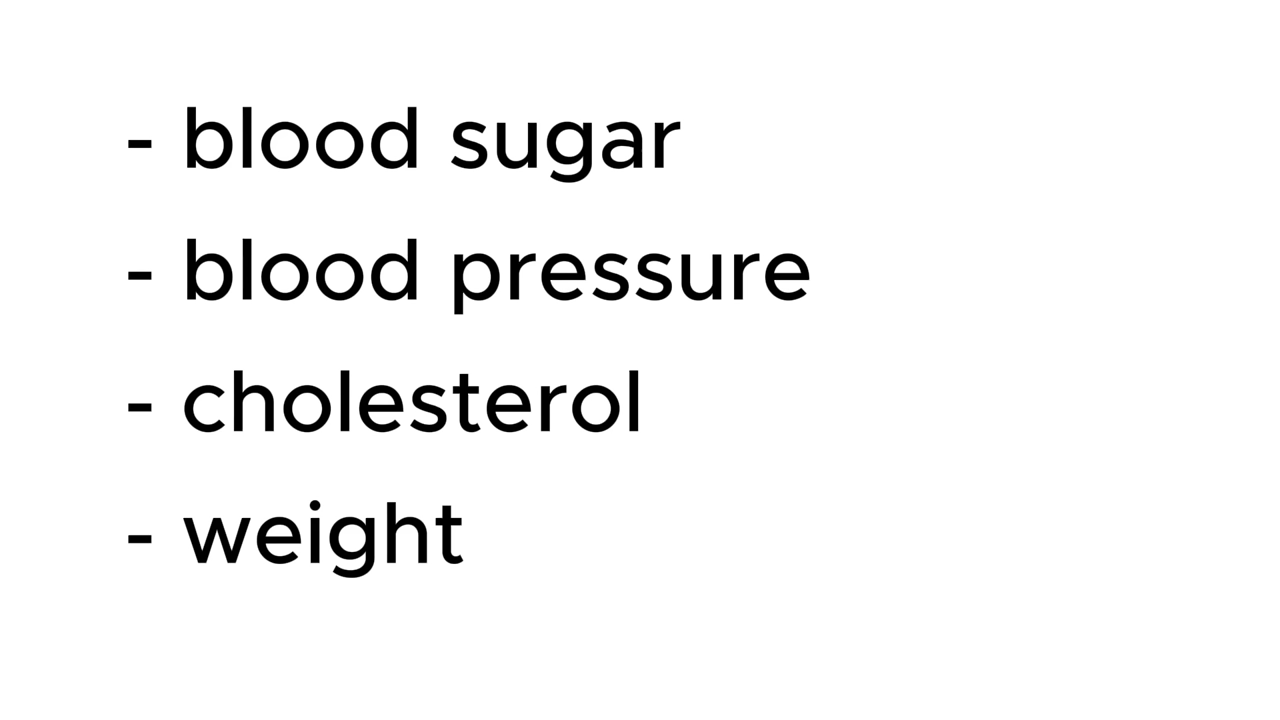 - blood sugar
- blood pressure
- cholesterol
- weight